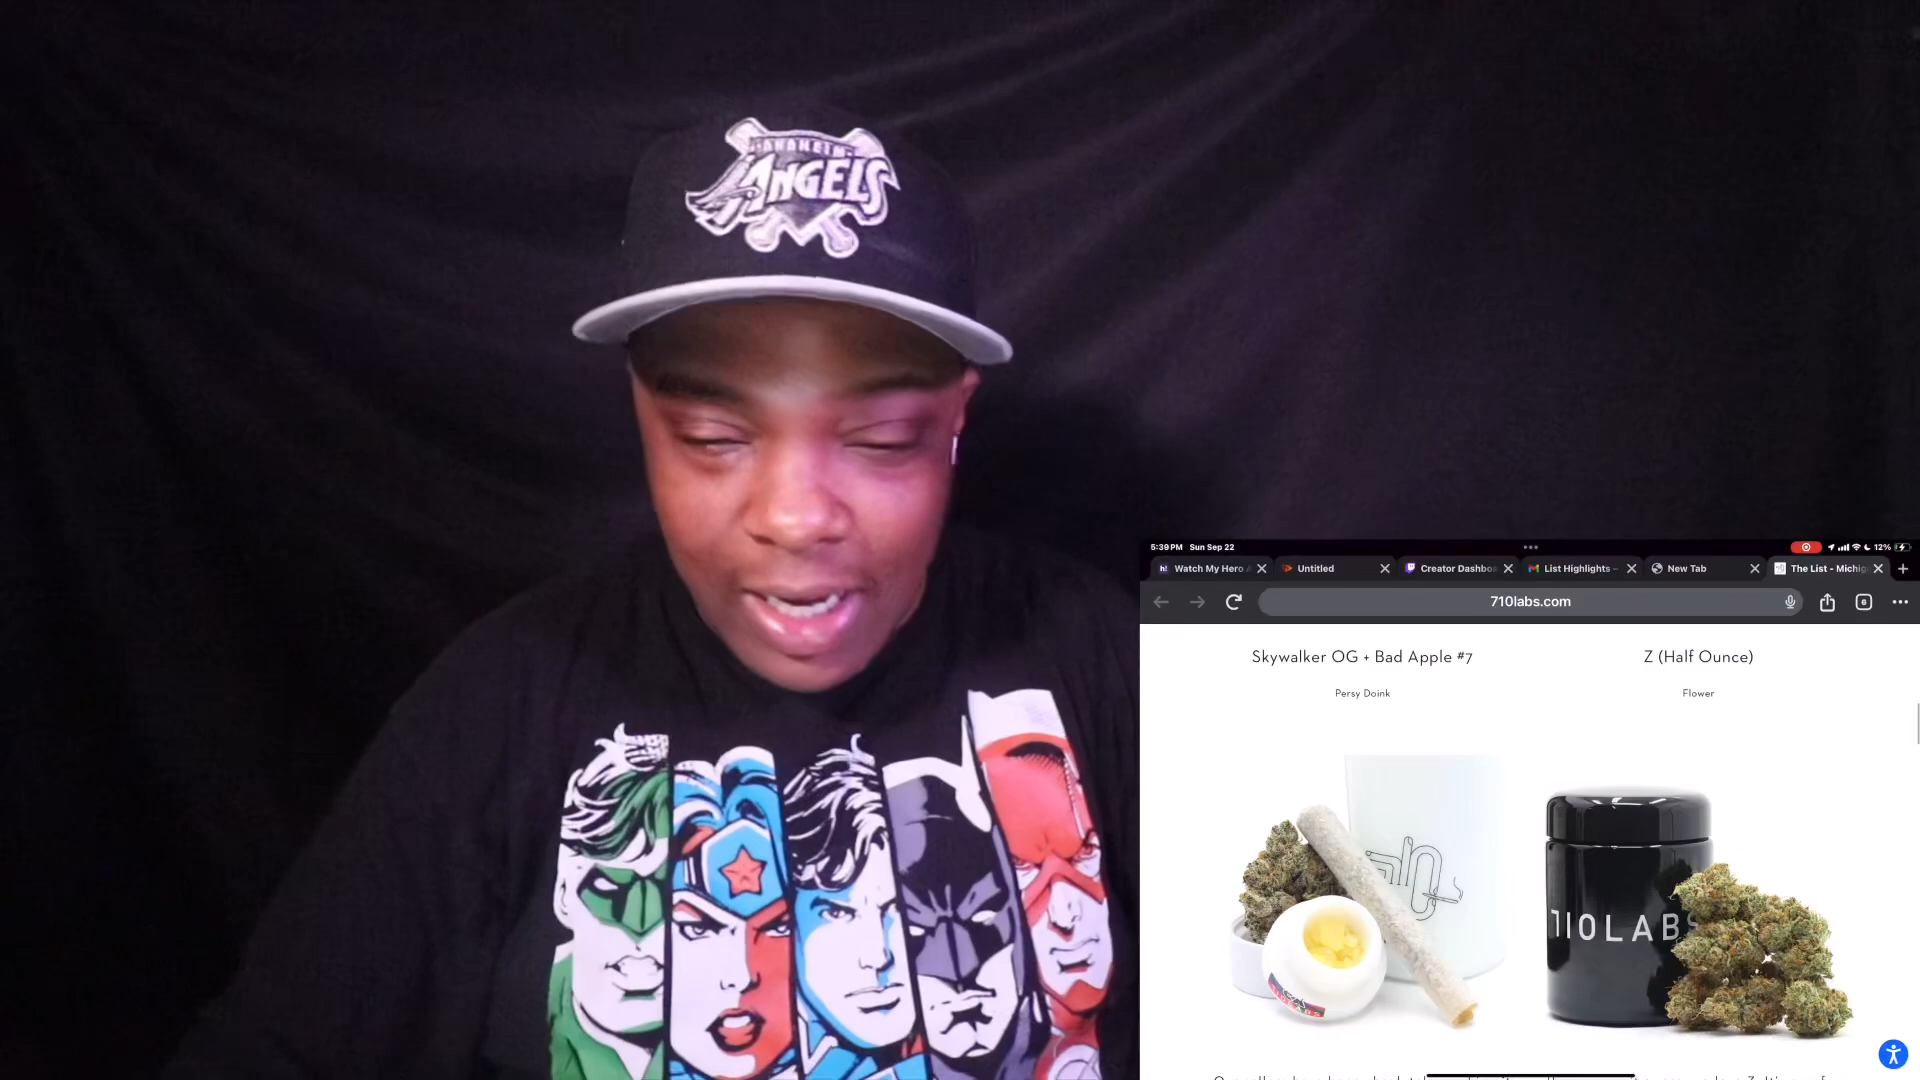 ANAHEIM
ANGELS
5:39 PM Sun Sep 22
12%
Watch My Hero
Untitled
Creator Dashbo
List Highlights -
New Tab
The List - Michig
710labs.com
6
Skywalker OG + Bad Apple #7
Z (Half Ounce)
Persy Doink
Flower
710LABS